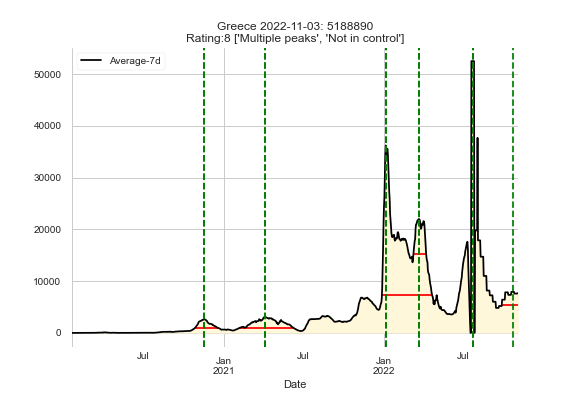 Greece 2022-11-03: 5188890
Rating:8 ['Multiple peaks', 'Not in control']
Average-7d
50000
40000
30000
20000
10000
0
Jul
Jan
2021
Jul
Jan
2022
Jul
Date